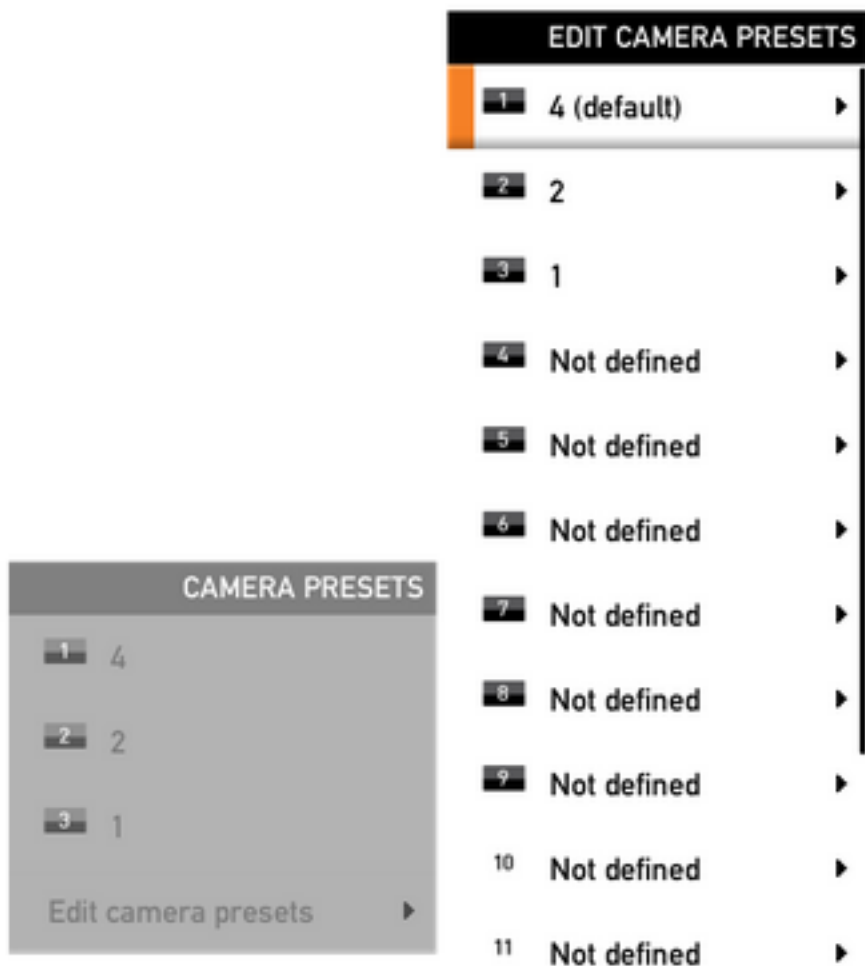 EDIT CAMERA PRESETS
1 4 (default)
2 2
3 1
4 Not defined
5 Not defined
6 Not defined
7 Not defined
8 Not defined
9 Not defined
10 Not defined
11 Not defined
CAMERA PRESETS
1 4
2 2
3 1
Edit camera presets